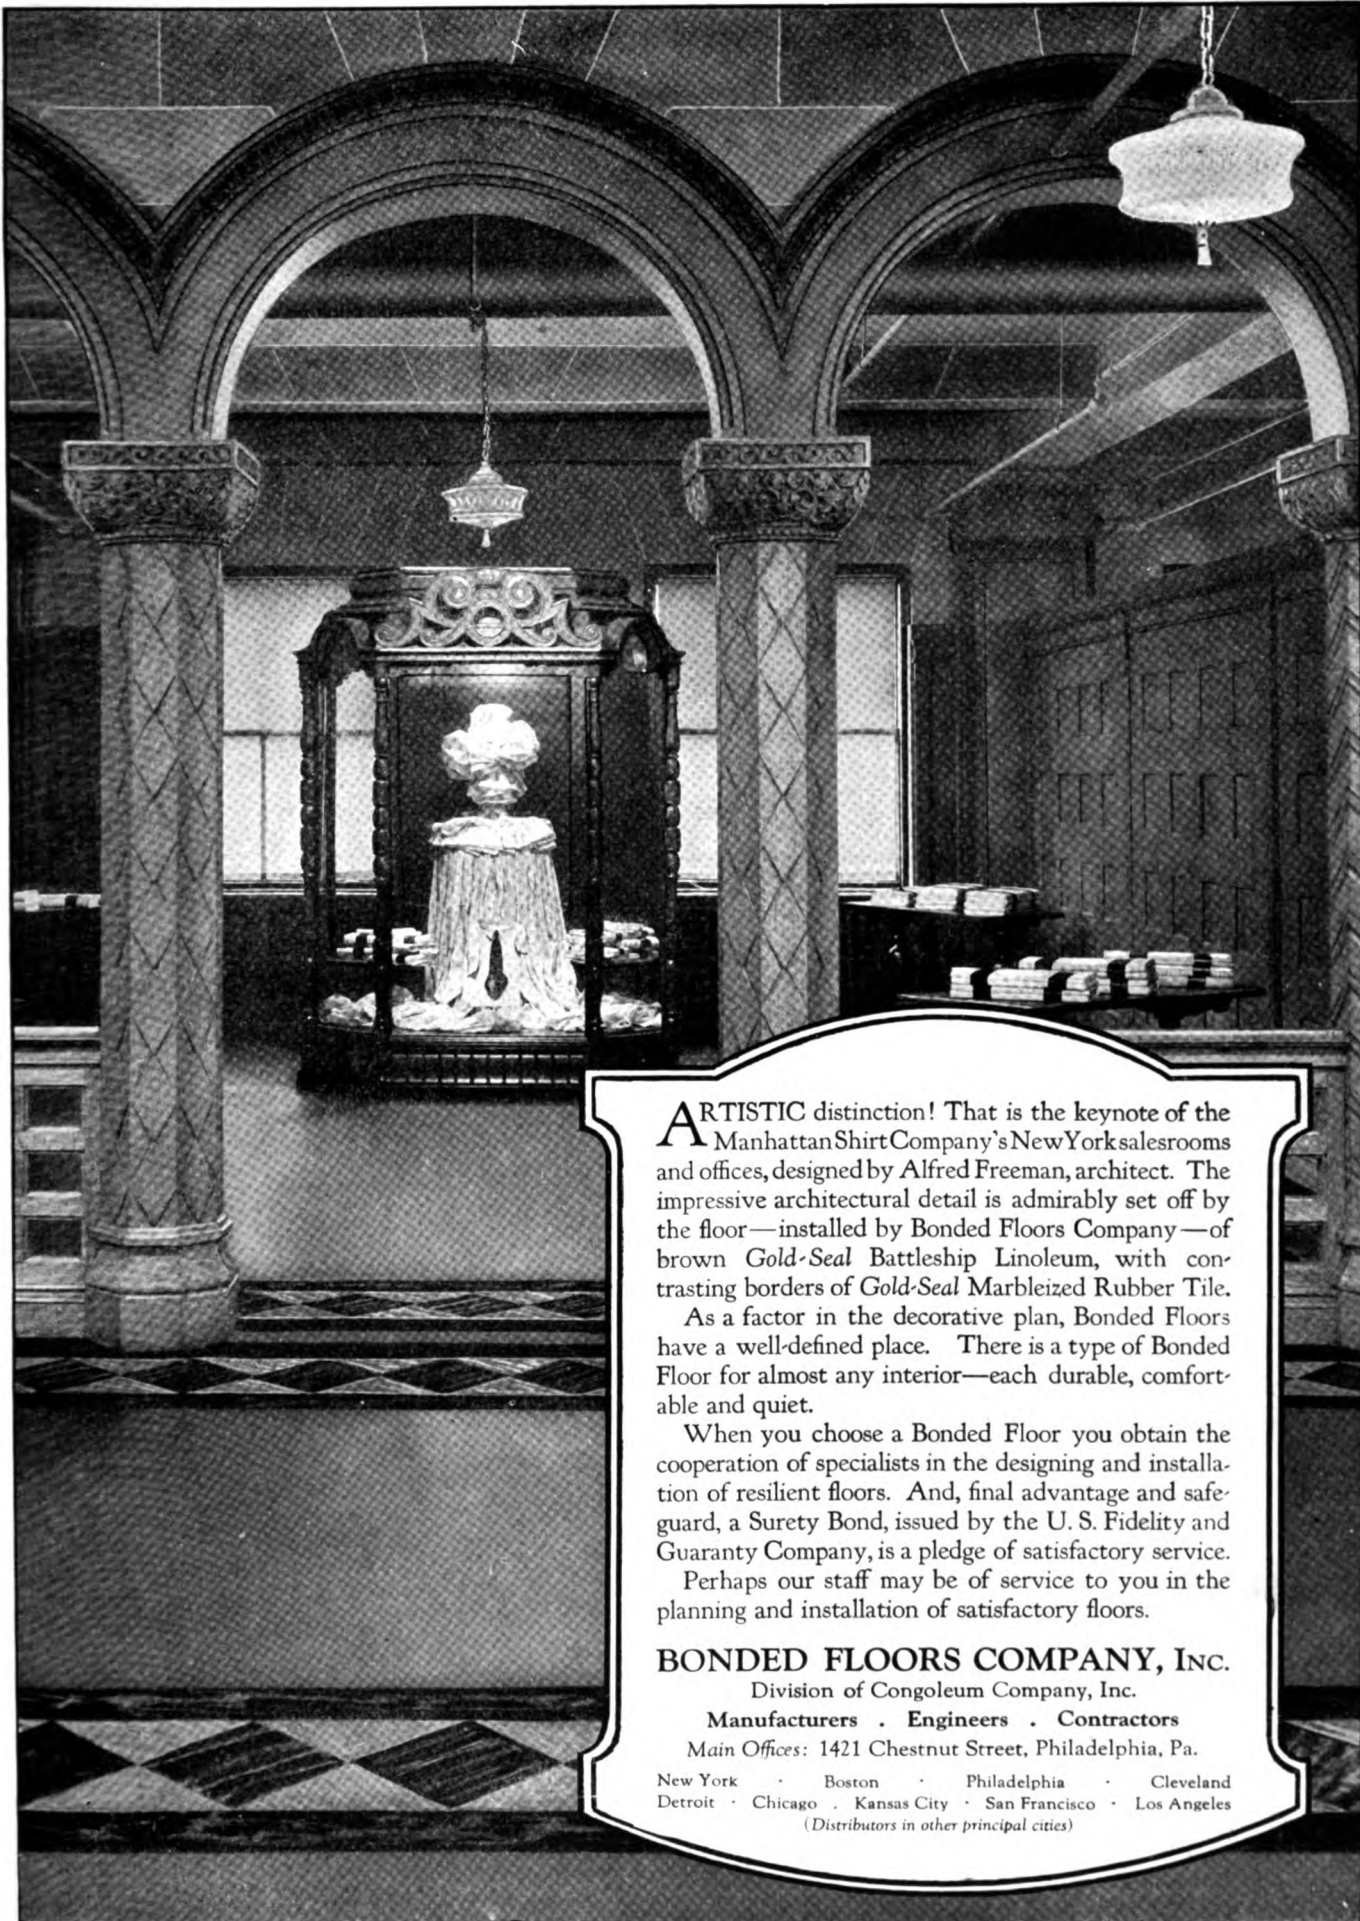 ARTISTIC distinction! That is the keynote of the
Manhattan Shirt Company's New York salesrooms
and offices, designed by Alfred Freeman, architect. The
impressive architectural detail is admirably set off by
the floor—installed by Bonded Floors Company—of
brown Gold-Seal Battleship Linoleum, with con-
trasting borders of Gold-Seal Marbleized Rubber Tile.
As a factor in the decorative plan, Bonded Floors
have a well-defined place. There is a type of Bonded
Floor for almost any interior—each durable, comfort-
able and quiet.
When you choose a Bonded Floor you obtain the
cooperation of specialists in the designing and installa-
tion of resilient floors. And, final advantage and safe-
guard, a Surety Bond, issued by the U. S. Fidelity and
Guaranty Company, is a pledge of satisfactory service.
Perhaps our staff may be of service to you in the
planning and installation of satisfactory floors.
BONDED FLOORS COMPANY, INC.
Division of Congoleum Company, Inc.
Manufacturers . Engineers . Contractors
Main Offices: 1421 Chestnut Street, Philadelphia, Pa.
New York · Boston · Philadelphia · Cleveland
Detroit · Chicago . Kansas City · San Francisco · Los Angeles
(Distributors in other principal cities)